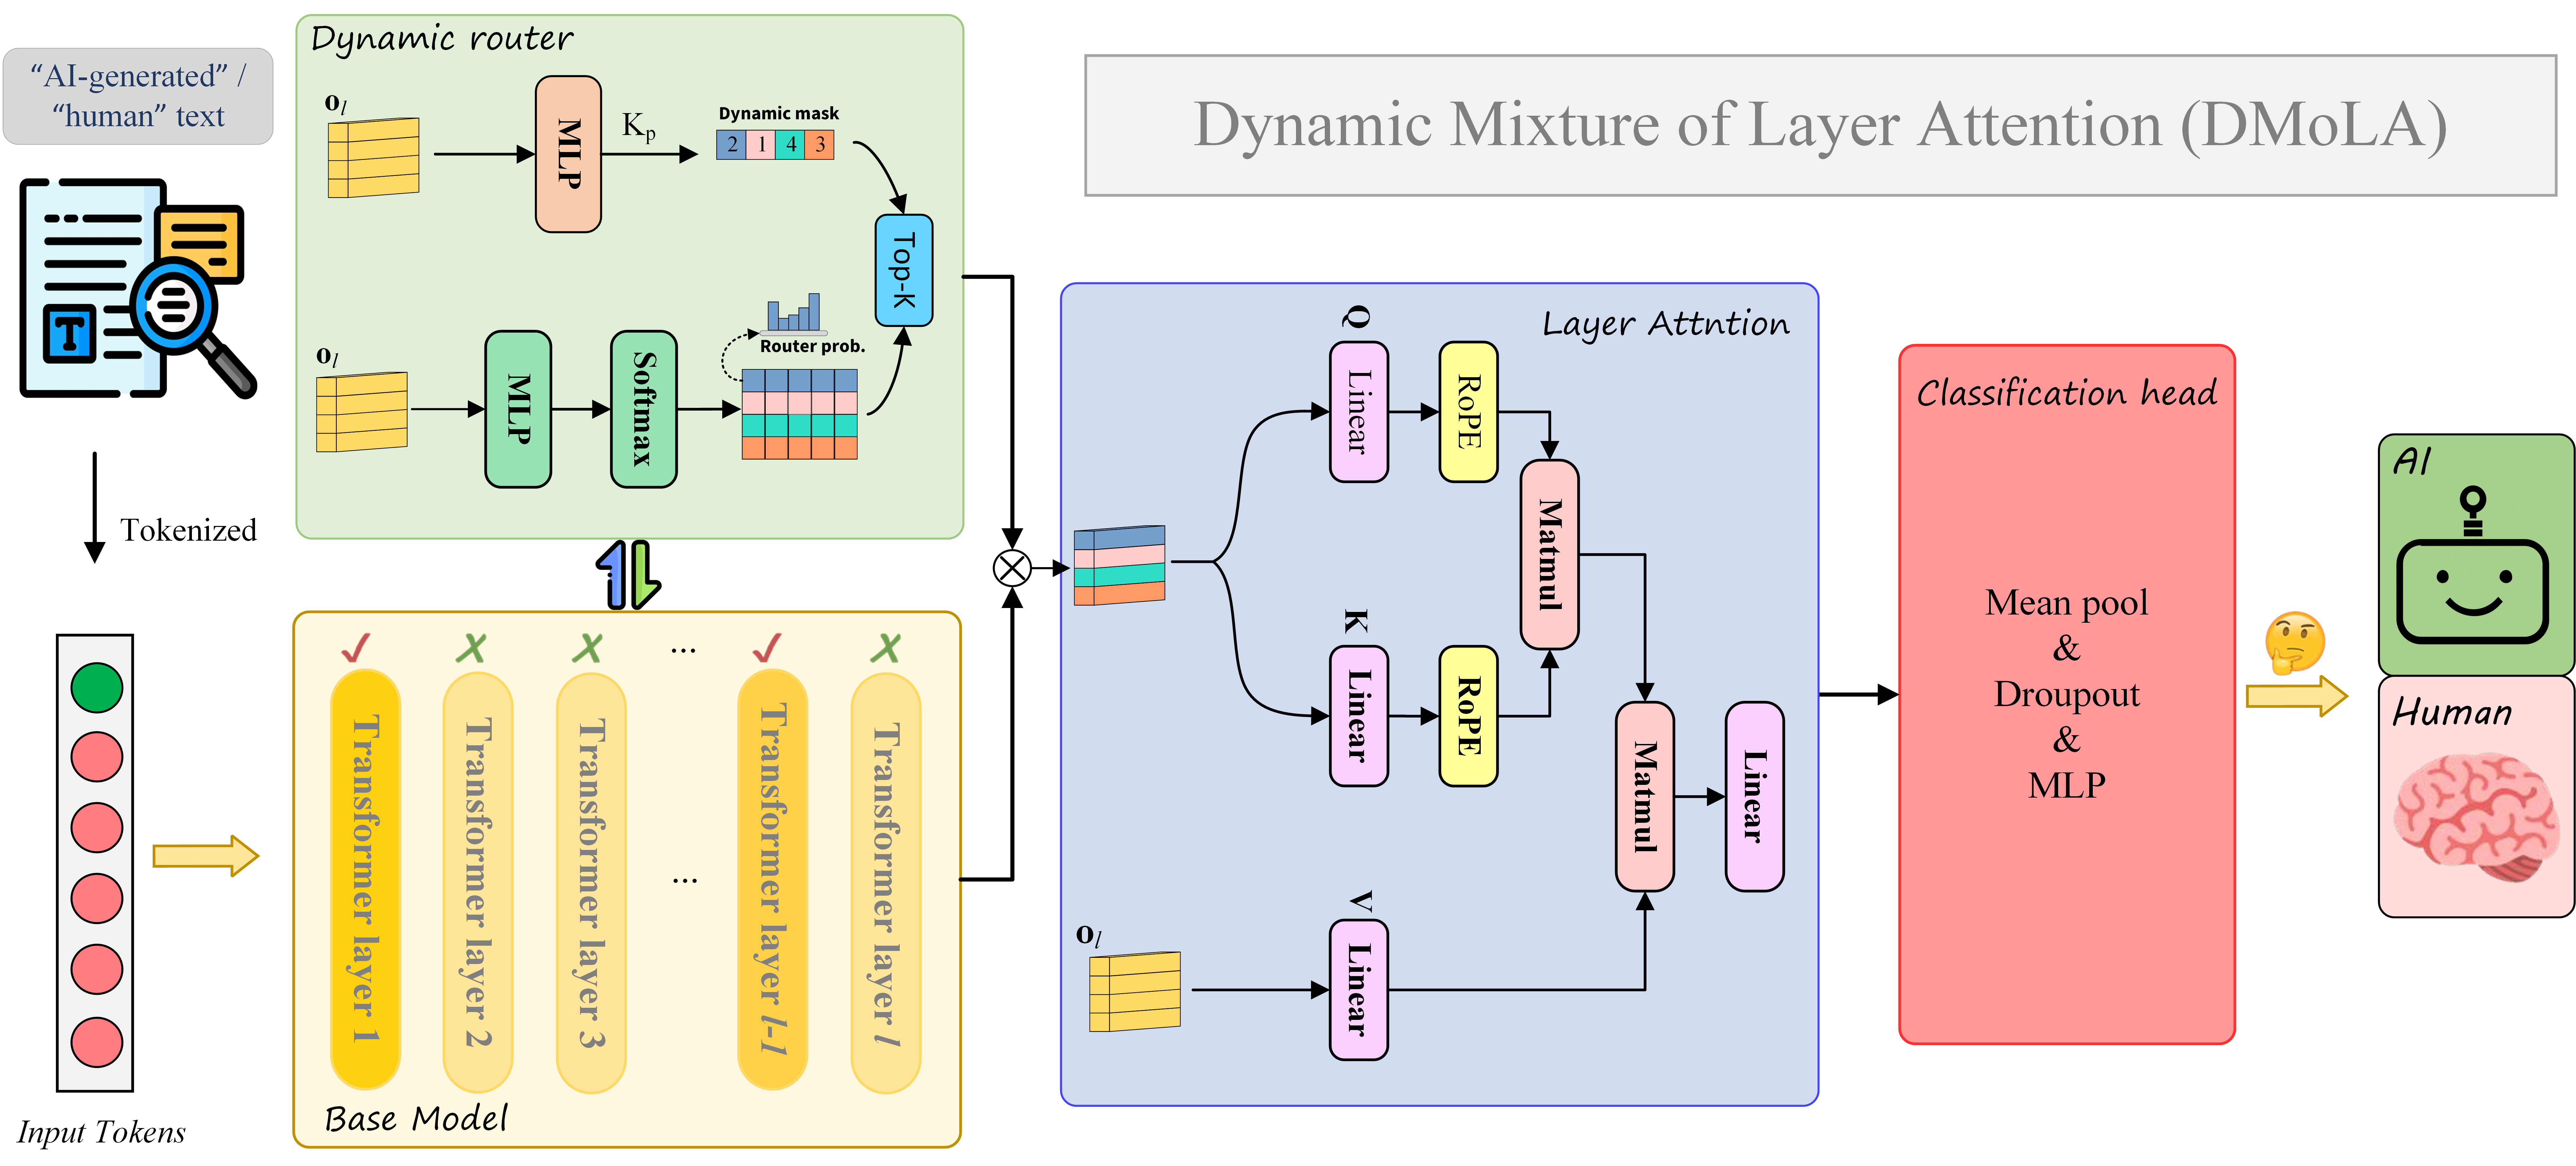 “AI-generated” /
“human” text
T
Tokenized
Input Tokens
Dynamic router
o_l
MLP
K_p
Dynamic mask
2 1 4 3
Top-K
o_l
MLP
Softmax
Router prob.
Base Model
...
Transformer layer 1
Transformer layer 2
Transformer layer 3
...
Transformer layer l-1
Transformer layer l
Dynamic Mixture of Layer Attention (DMoLA)
Layer Attntion
Q
Linear
RoPE
Matmul
K
Linear
RoPE
Matmul
Linear
V
o_l
Linear
Classification head
Mean pool
&
Droupout
&
MLP
AI
Human